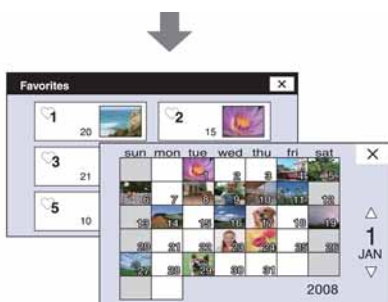 Favorites ×
1 20
2 15
3 21
5 10
sun mon tue wed thu fri sat ×
1 2 3 4 5
6 7 8 9 10 11 12
13 14 15 16 17 18 19
20 21 22 23 24 25 26
27 28 29 30 31
1
JAN
2008